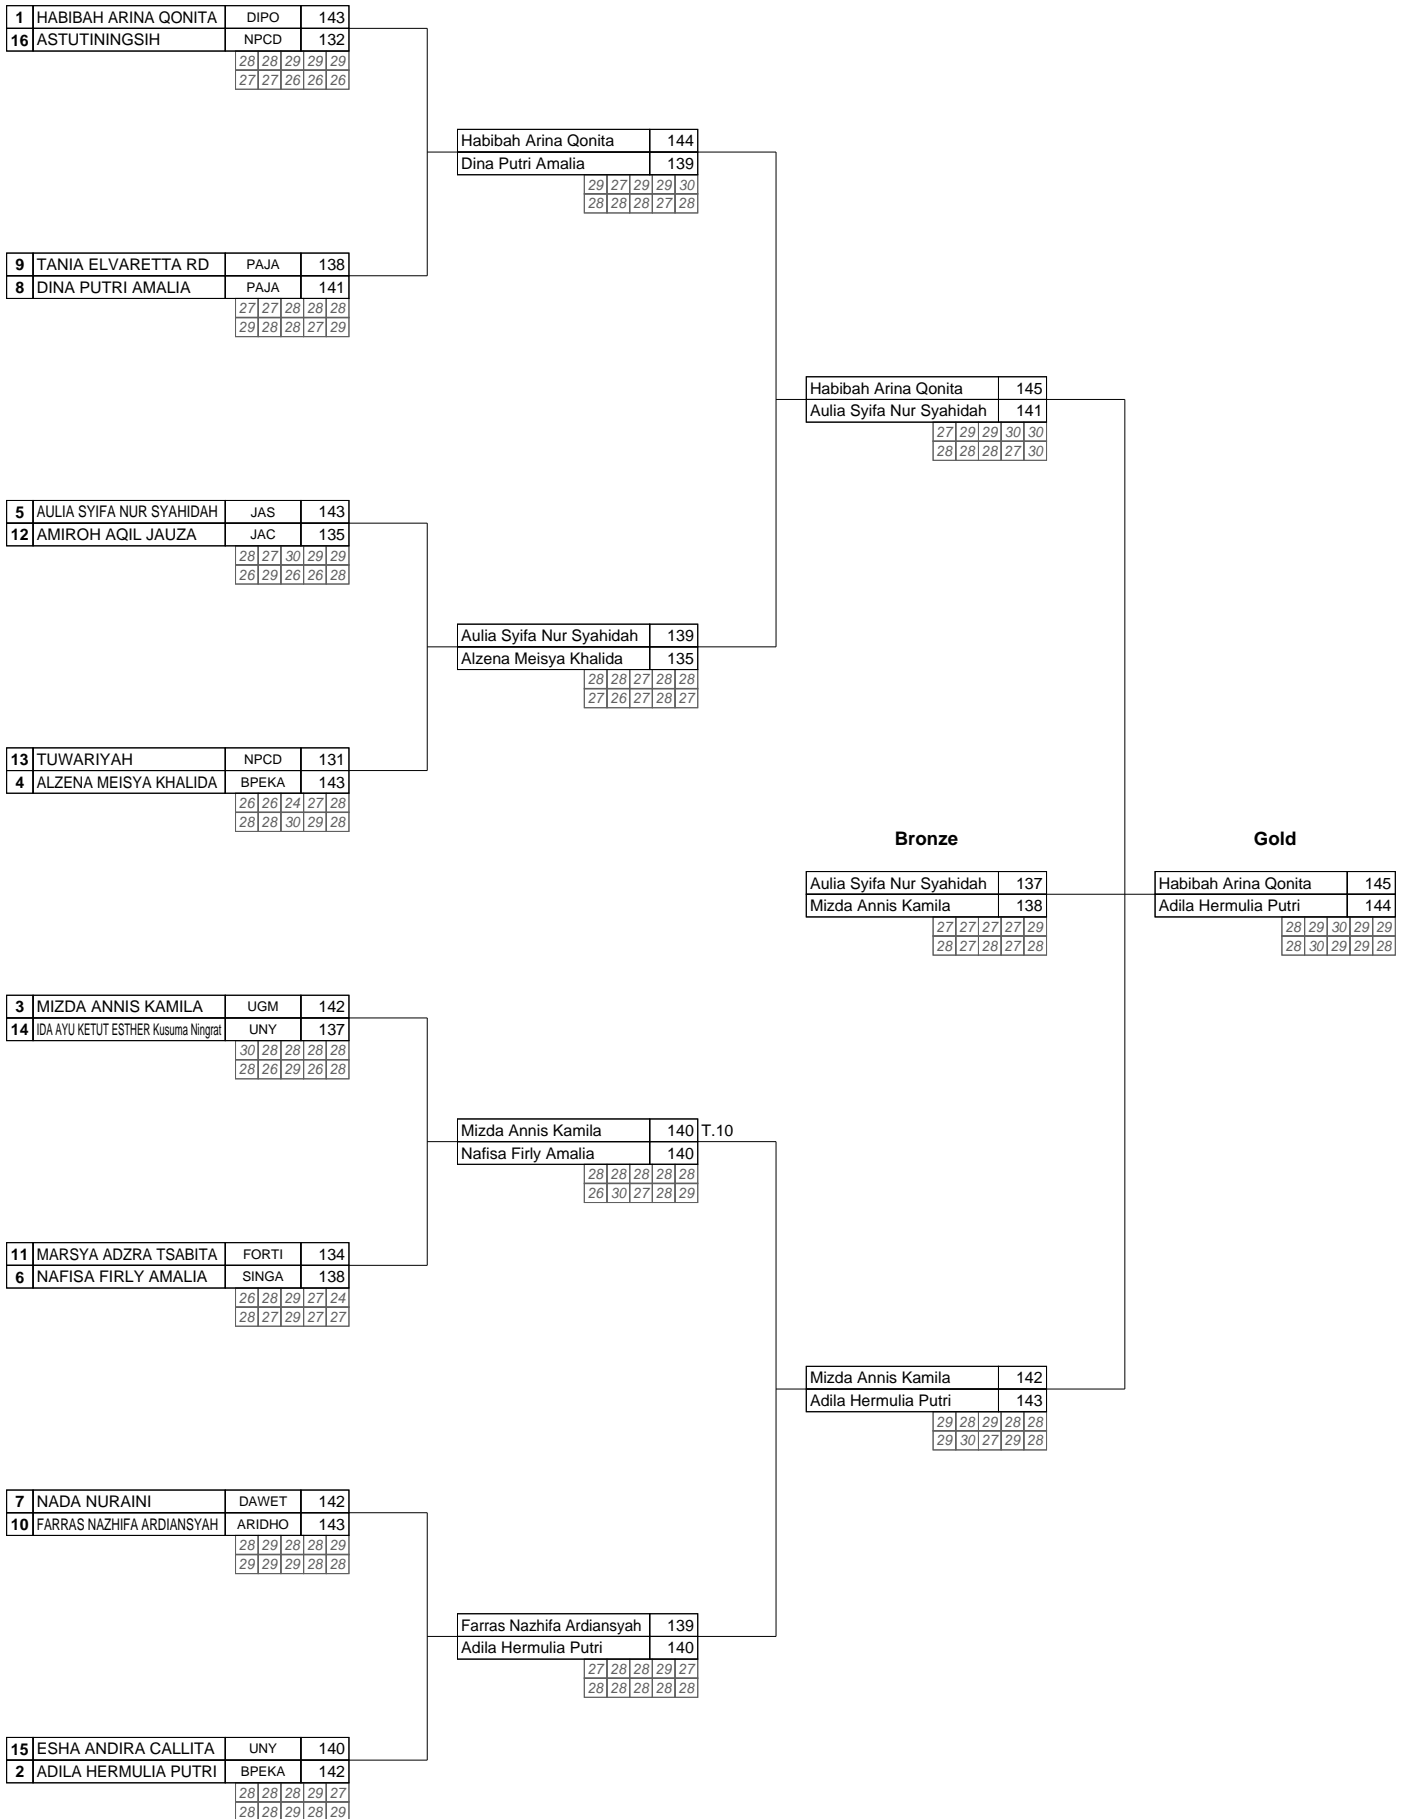 1 HABIBAH ARINA QONITA DIPO 143
16 ASTUTININGSIH NPCD 132
28 28 29 29 29
27 27 26 26 26
Habibah Arina Qonita 144
Dina Putri Amalia 139
29 27 29 29 30
28 28 28 27 28
9 TANIA ELVARETTA RD PAJA 138
8 DINA PUTRI AMALIA PAJA 141
27 27 28 28 28
29 28 28 27 29
Habibah Arina Qonita 145
Aulia Syifa Nur Syahidah 141
27 29 29 30 30
28 28 28 27 30
5 AULIA SYIFA NUR SYAHIDAH JAS 143
12 AMIROH AQIL JAUZA JAC 135
28 27 30 29 29
26 29 26 26 28
Aulia Syifa Nur Syahidah 139
Alzena Meisya Khalida 135
28 28 27 28 28
27 26 27 28 27
13 TUWARIYAH NPCD 131
4 ALZENA MEISYA KHALIDA BPEKA 143
26 26 24 27 28
28 28 30 29 28
Bronze Gold
Aulia Syifa Nur Syahidah 137 Habibah Arina Qonita 145
Mizda Annis Kamila 138 Adila Hermulia Putri 144
27 27 27 27 29 28 29 30 29 29
28 27 28 27 28 28 30 29 29 28
3 MIZDA ANNIS KAMILA UGM 142
14 IDA AYU KETUT ESTHER Kusuma Ningrat UNY 137
30 28 28 28 28
28 26 29 26 28
Mizda Annis Kamila 140 T.10
Nafisa Firly Amalia 140
28 28 28 28 28
26 30 27 28 29
11 MARSYA ADZRA TSABITA FORTI 134
6 NAFISA FIRLY AMALIA SINGA 138
26 28 29 27 24
28 27 29 27 27
Mizda Annis Kamila 142
Adila Hermulia Putri 143
29 28 29 28 28
29 30 27 29 28
7 NADA NURAINI DAWET 142
10 FARRAS NAZHIFA ARDIANSYAH ARIDHO 143
28 29 28 28 29
29 29 29 28 28
Farras Nazhifa Ardiansyah 139
Adila Hermulia Putri 140
27 28 28 29 27
28 28 28 28 28
15 ESHA ANDIRA CALLITA UNY 140
2 ADILA HERMULIA PUTRI BPEKA 142
28 28 28 29 27
28 28 29 28 29